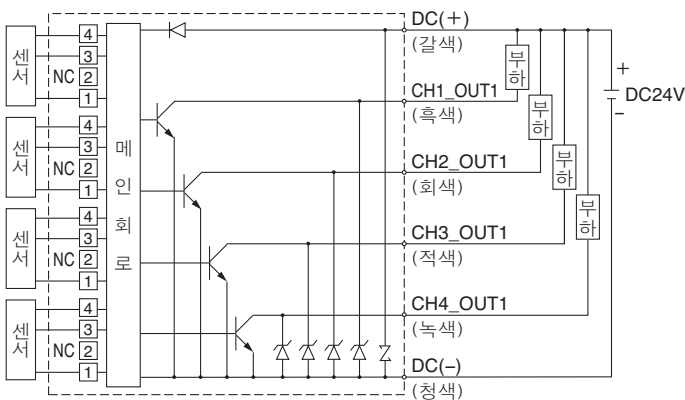 센서
4
3
NC 2
1
센서
4
3
NC 2
1
센서
4
3
NC 2
1
센서
4
3
NC 2
1
메인회로
DC(+)
(갈색)
CH1_OUT1
(흑색)
CH2_OUT1
(회색)
CH3_OUT1
(적색)
CH4_OUT1
(녹색)
DC(-)
(청색)
부하
부하
부하
부하
+
DC24V
-